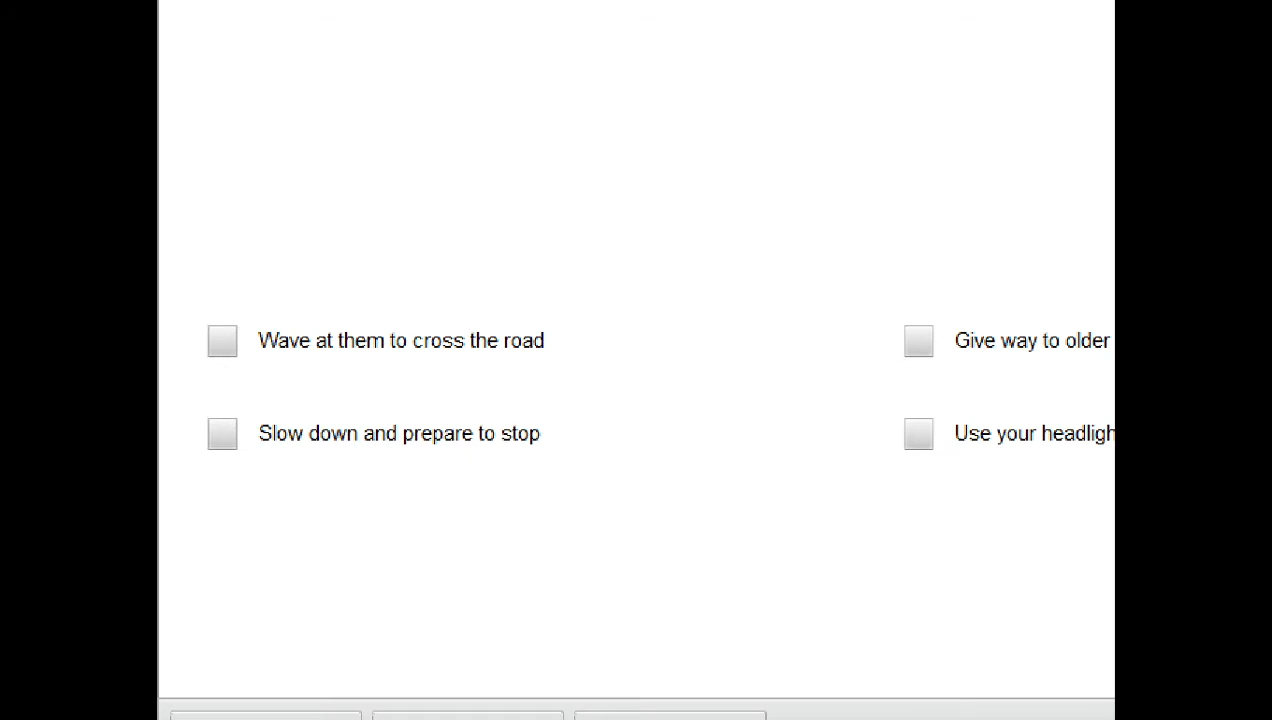 Wave at them to cross the road
Give way to older
Slow down and prepare to stop
Use your